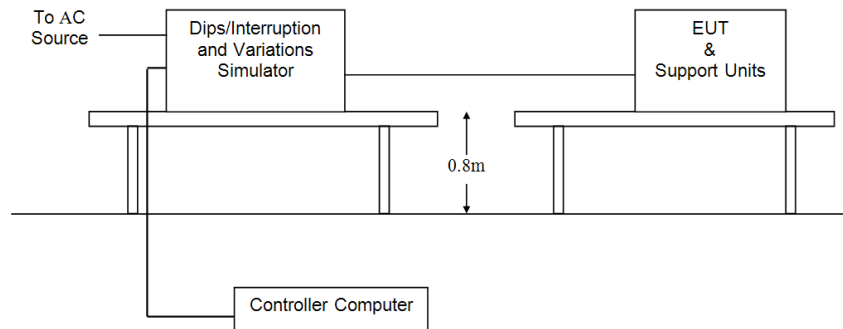 To AC
Source
Dips/Interruption
and Variations
Simulator
EUT
&
Support Units
0.8m
Controller Computer